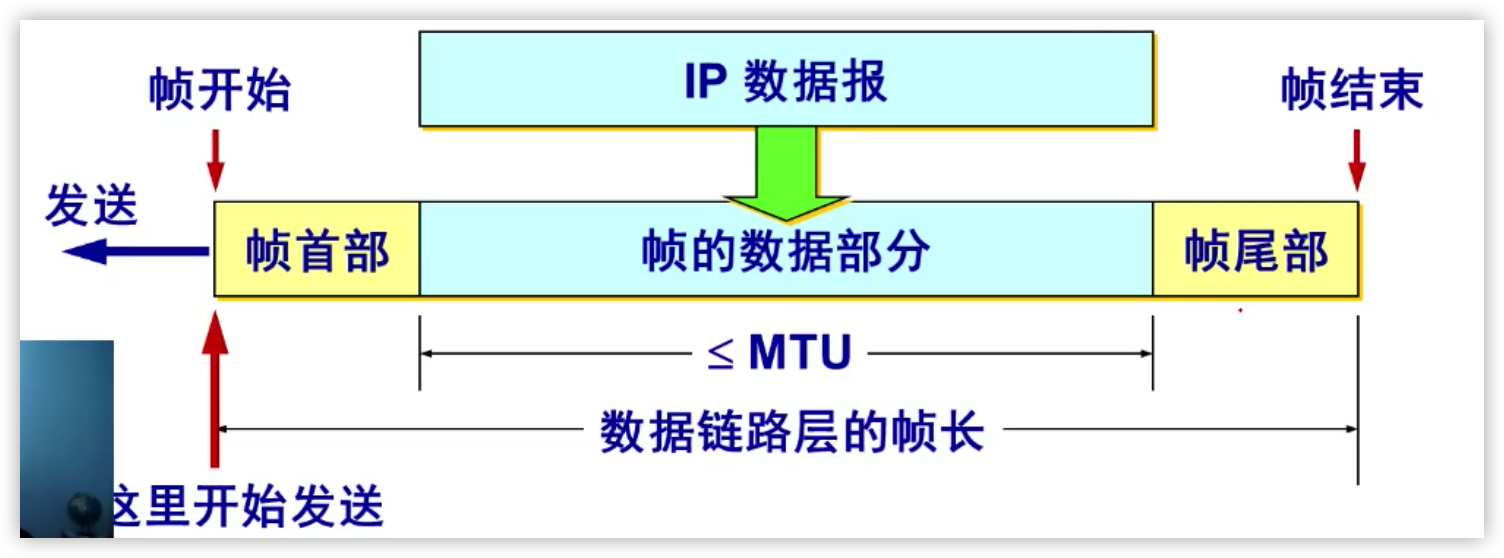 IP 数据报
帧开始
帧结束
发送
帧首部
帧的数据部分
帧尾部
≤ MTU
数据链路层的帧长
这里开始发送